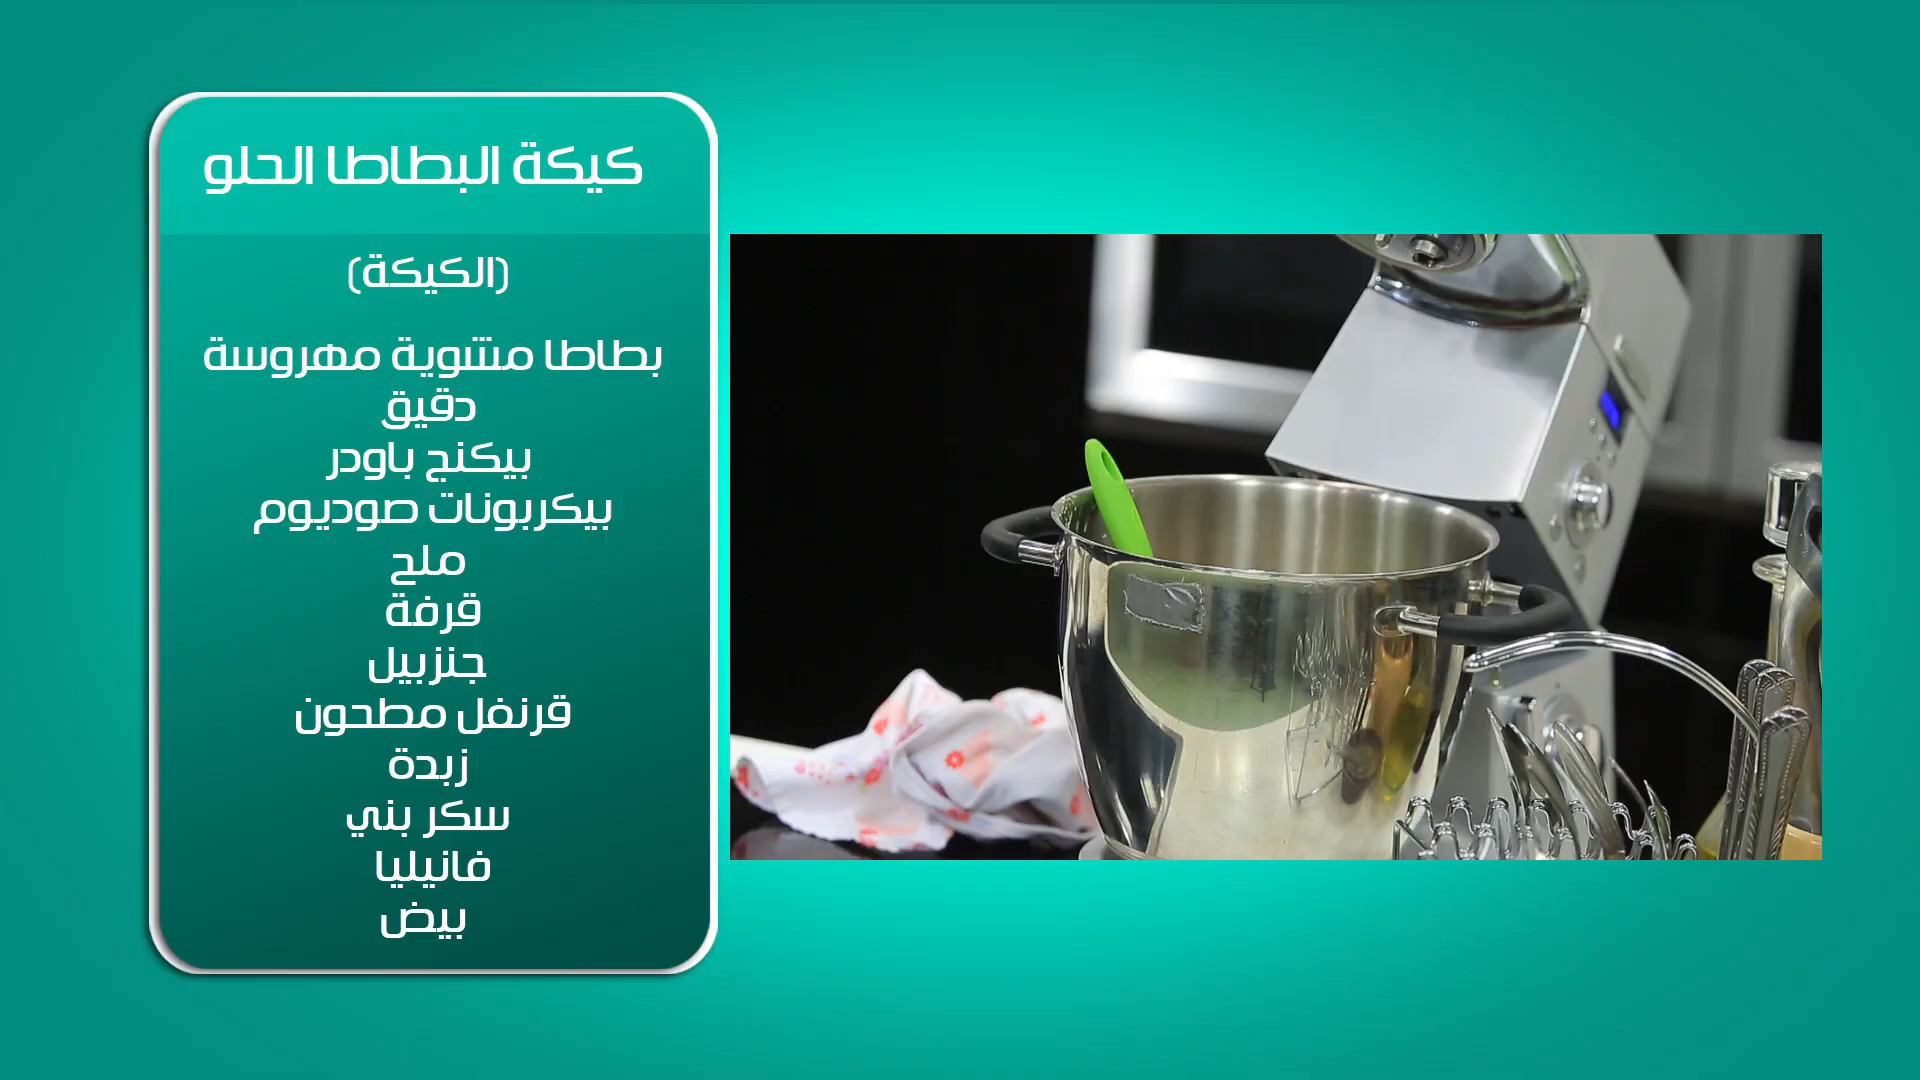 كيكة البطاطا الحلو
(الكيكة)
بطاطا مشوية مهروسة
دقيق
بيكنج باودر
بيكربونات صوديوم
ملح
قرفة
جنزبيل
قرنفل مطحون
زبدة
سكر بني
فانيليا
بيض